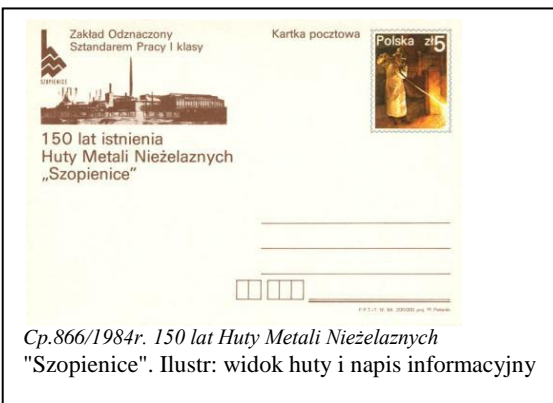 Zakład Odznaczony
Sztandarem Pracy I klasy
Kartka pocztowa
Polska zł5
SZOPIENICE
150 lat istnienia
Huty Metali Nieżelaznych
„Szopienice”
Cp.866/1984r. 150 lat Huty Metali Nieżelaznych
"Szopienice". Ilustr: widok huty i napis informacyjny